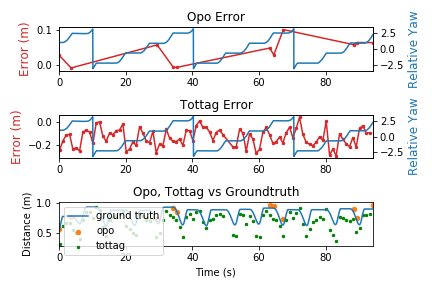 Opo Error
Error (m)
0.1
0.0
2.5
0.0
−2.5
Relative Yaw
0 20 40 60 80
Tottag Error
Error (m)
0.0
−0.2
2.5
0.0
−2.5
Relative Yaw
0 20 40 60 80
Opo, Tottag vs Groundtruth
Distance (m)
1.0
0.5
ground truth
opo
tottag
0 20 40 60 80
Time (s)